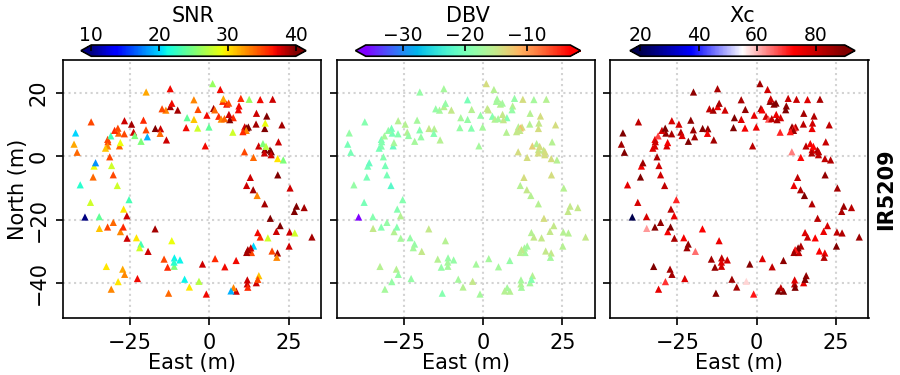 SNR DBV Xc
10 20 30 40 −30 −20 −10 20 40 60 80
20
0
−20
−40
North (m)
IR5209
−25 0 25 −25 0 25 −25 0 25
East (m) East (m) East (m)